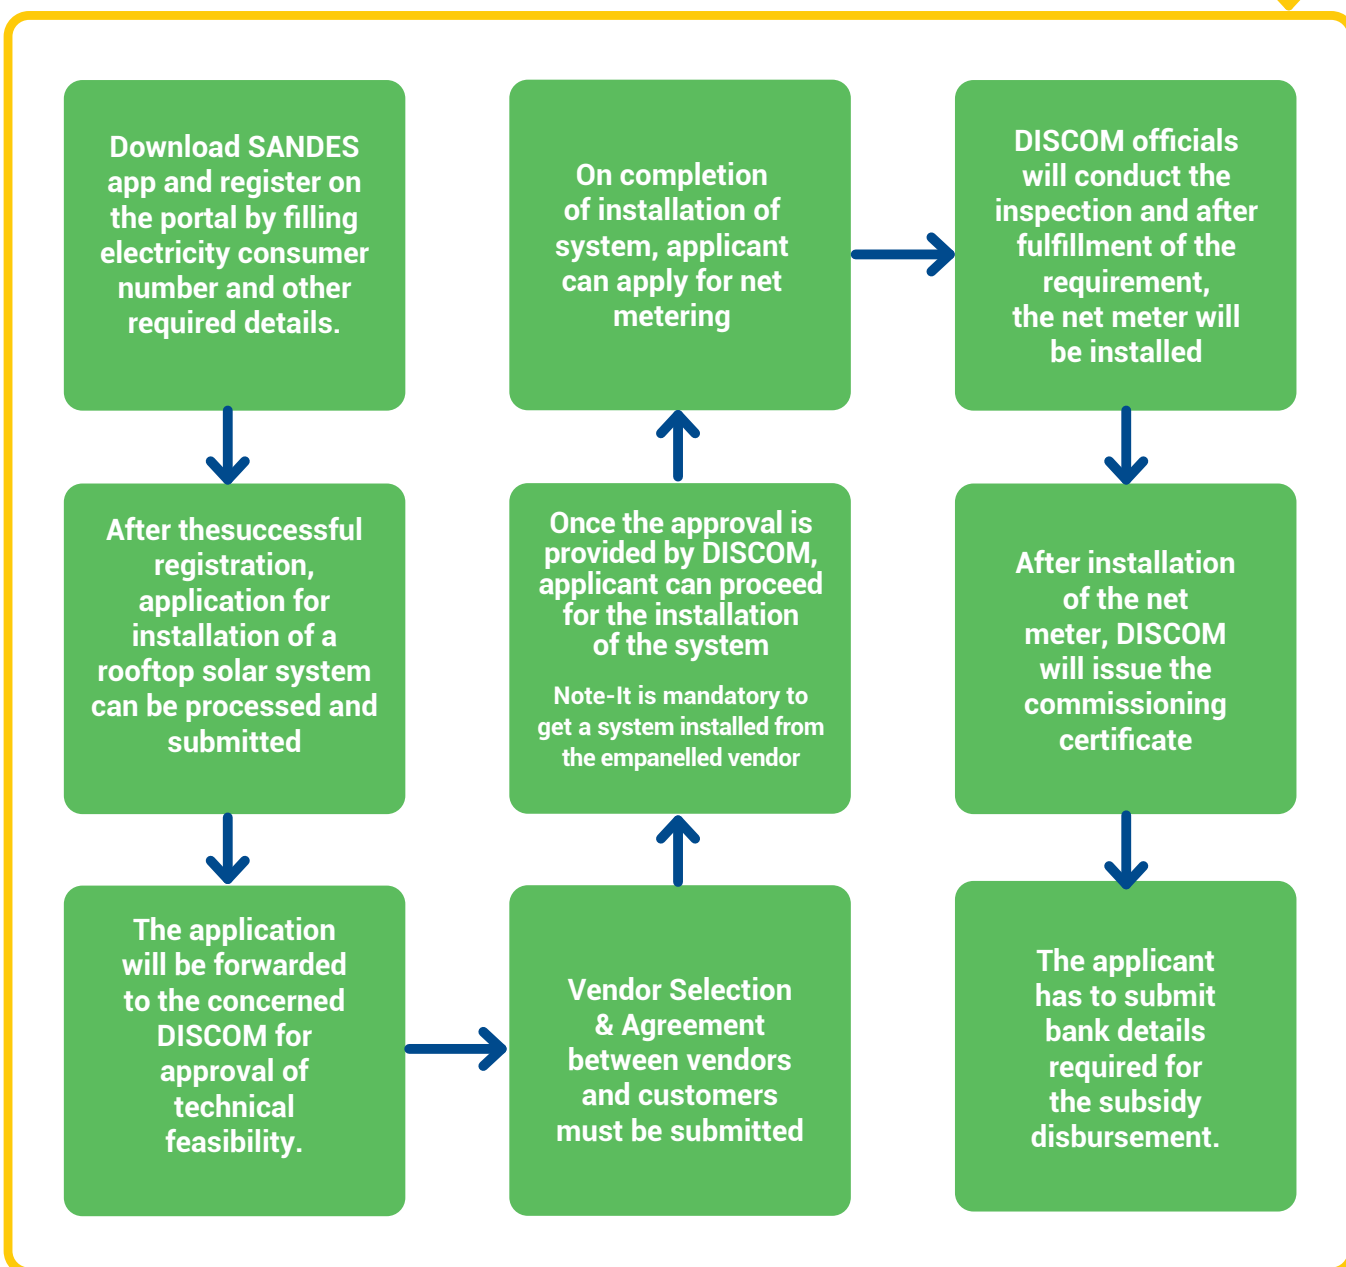 Download SANDES
app and register on
the portal by filling
electricity consumer
number and other
required details.
After thesuccessful
registration,
application for
installation of a
rooftop solar system
can be processed and
submitted
The application
will be forwarded
to the concerned
DISCOM for
approval of
technical
feasibility.
Vendor Selection
& Agreement
between vendors
and customers
must be submitted
Once the approval is
provided by DISCOM,
applicant can proceed
for the installation
of the system
Note-It is mandatory to
get a system installed from
the empanelled vendor
On completion
of installation of
system, applicant
can apply for net
metering
DISCOM officials
will conduct the
inspection and after
fulfillment of the
requirement,
the net meter will
be installed
After installation
of the net
meter, DISCOM
will issue the
commissioning
certificate
The applicant
has to submit
bank details
required for
the subsidy
disbursement.